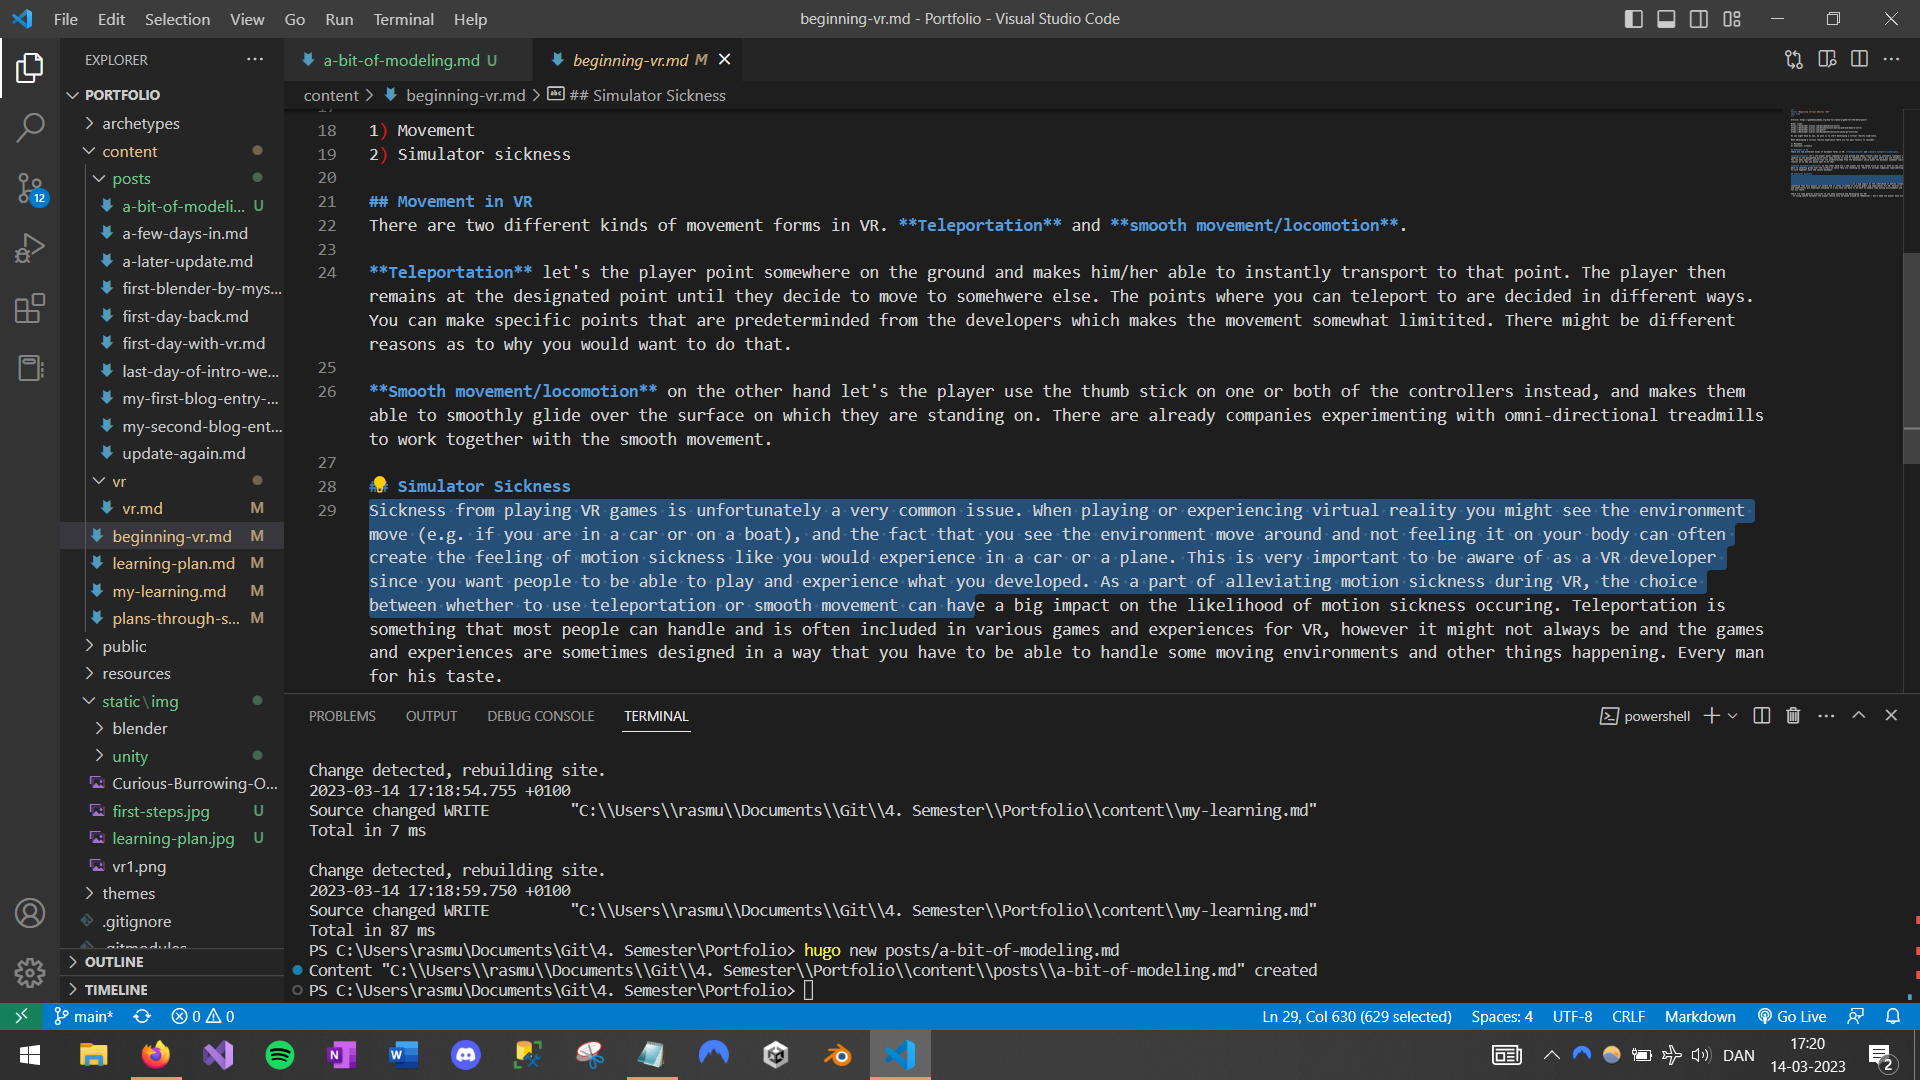 File Edit Selection View Go Run Terminal Help
beginning-vr.md - Portfolio - Visual Studio Code
EXPLORER
PORTFOLIO
archetypes
content
posts
a-bit-of-modeli... U
a-few-days-in.md
a-later-update.md
first-blender-by-mys...
first-day-back.md
first-day-with-vr.md
last-day-of-intro-we...
my-first-blog-entry-...
my-second-blog-ent...
update-again.md
vr
vr.md M
beginning-vr.md M
learning-plan.md M
my-learning.md M
plans-through-s... M
public
resources
static\img
blender
unity
Curious-Burrowing-O...
first-steps.jpg U
learning-plan.jpg U
vr1.png
themes
.gitignore
.gitmodules
OUTLINE
TIMELINE
12
a-bit-of-modeling.md U
beginning-vr.md M
content > beginning-vr.md > ## Simulator Sickness
18 1) Movement
19 2) Simulator sickness
20
21 ## Movement in VR
22 There are two different kinds of movement forms in VR. **Teleportation** and **smooth movement/locomotion**.
23
24 **Teleportation** let's the player point somewhere on the ground and makes him/her able to instantly transport to that point. The player then
remains at the designated point until they decide to move to somehwere else. The points where you can teleport to are decided in different ways.
You can make specific points that are predeterminded from the developers which makes the movement somewhat limitited. There might be different
reasons as to why you would want to do that.
25
26 **Smooth movement/locomotion** on the other hand let's the player use the thumb stick on one or both of the controllers instead, and makes them
able to smoothly glide over the surface on which they are standing on. There are already companies experimenting with omni-directional treadmills
to work together with the smooth movement.
27
28 ## Simulator Sickness
29 Sickness from playing VR games is unfortunately a very common issue. When playing or experiencing virtual reality you might see the environment
move (e.g. if you are in a car or on a boat), and the fact that you see the environment move around and not feeling it on your body can often
create the feeling of motion sickness like you would experience in a car or a plane. This is very important to be aware of as a VR developer
since you want people to be able to play and experience what you developed. As a part of alleviating motion sickness during VR, the choice
between whether to use teleportation or smooth movement can have a big impact on the likelihood of motion sickness occuring. Teleportation is
something that most people can handle and is often included in various games and experiences for VR, however it might not always be and the games
and experiences are sometimes designed in a way that you have to be able to handle some moving environments and other things happening. Every man
for his taste.
PROBLEMS OUTPUT DEBUG CONSOLE TERMINAL
powershell
Change detected, rebuilding site.
2023-03-14 17:18:54.755 +0100
Source changed WRITE "C:\\Users\\rasmu\\Documents\\Git\\4. Semester\\Portfolio\\content\\my-learning.md"
Total in 7 ms
Change detected, rebuilding site.
2023-03-14 17:18:59.750 +0100
Source changed WRITE "C:\\Users\\rasmu\\Documents\\Git\\4. Semester\\Portfolio\\content\\my-learning.md"
Total in 87 ms
PS C:\Users\rasmu\Documents\Git\4. Semester\Portfolio> hugo new posts/a-bit-of-modeling.md
Content "C:\\Users\\rasmu\\Documents\\Git\\4. Semester\\Portfolio\\content\\posts\\a-bit-of-modeling.md" created
PS C:\Users\rasmu\Documents\Git\4. Semester\Portfolio>
main* 0 0
Ln 29, Col 630 (629 selected) Spaces: 4 UTF-8 CRLF Markdown Go Live
DAN
17:20
14-03-2023
2